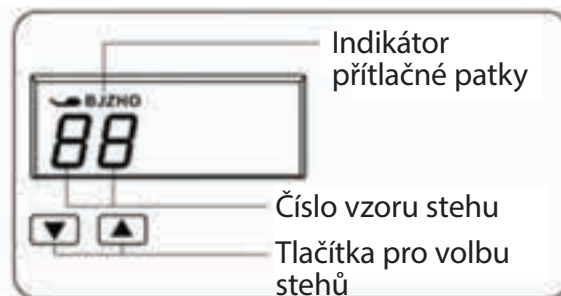 Indikátor
přítlačné patky
BJZHO
88
Číslo vzoru stehu
Tlačítka pro volbu
stehů